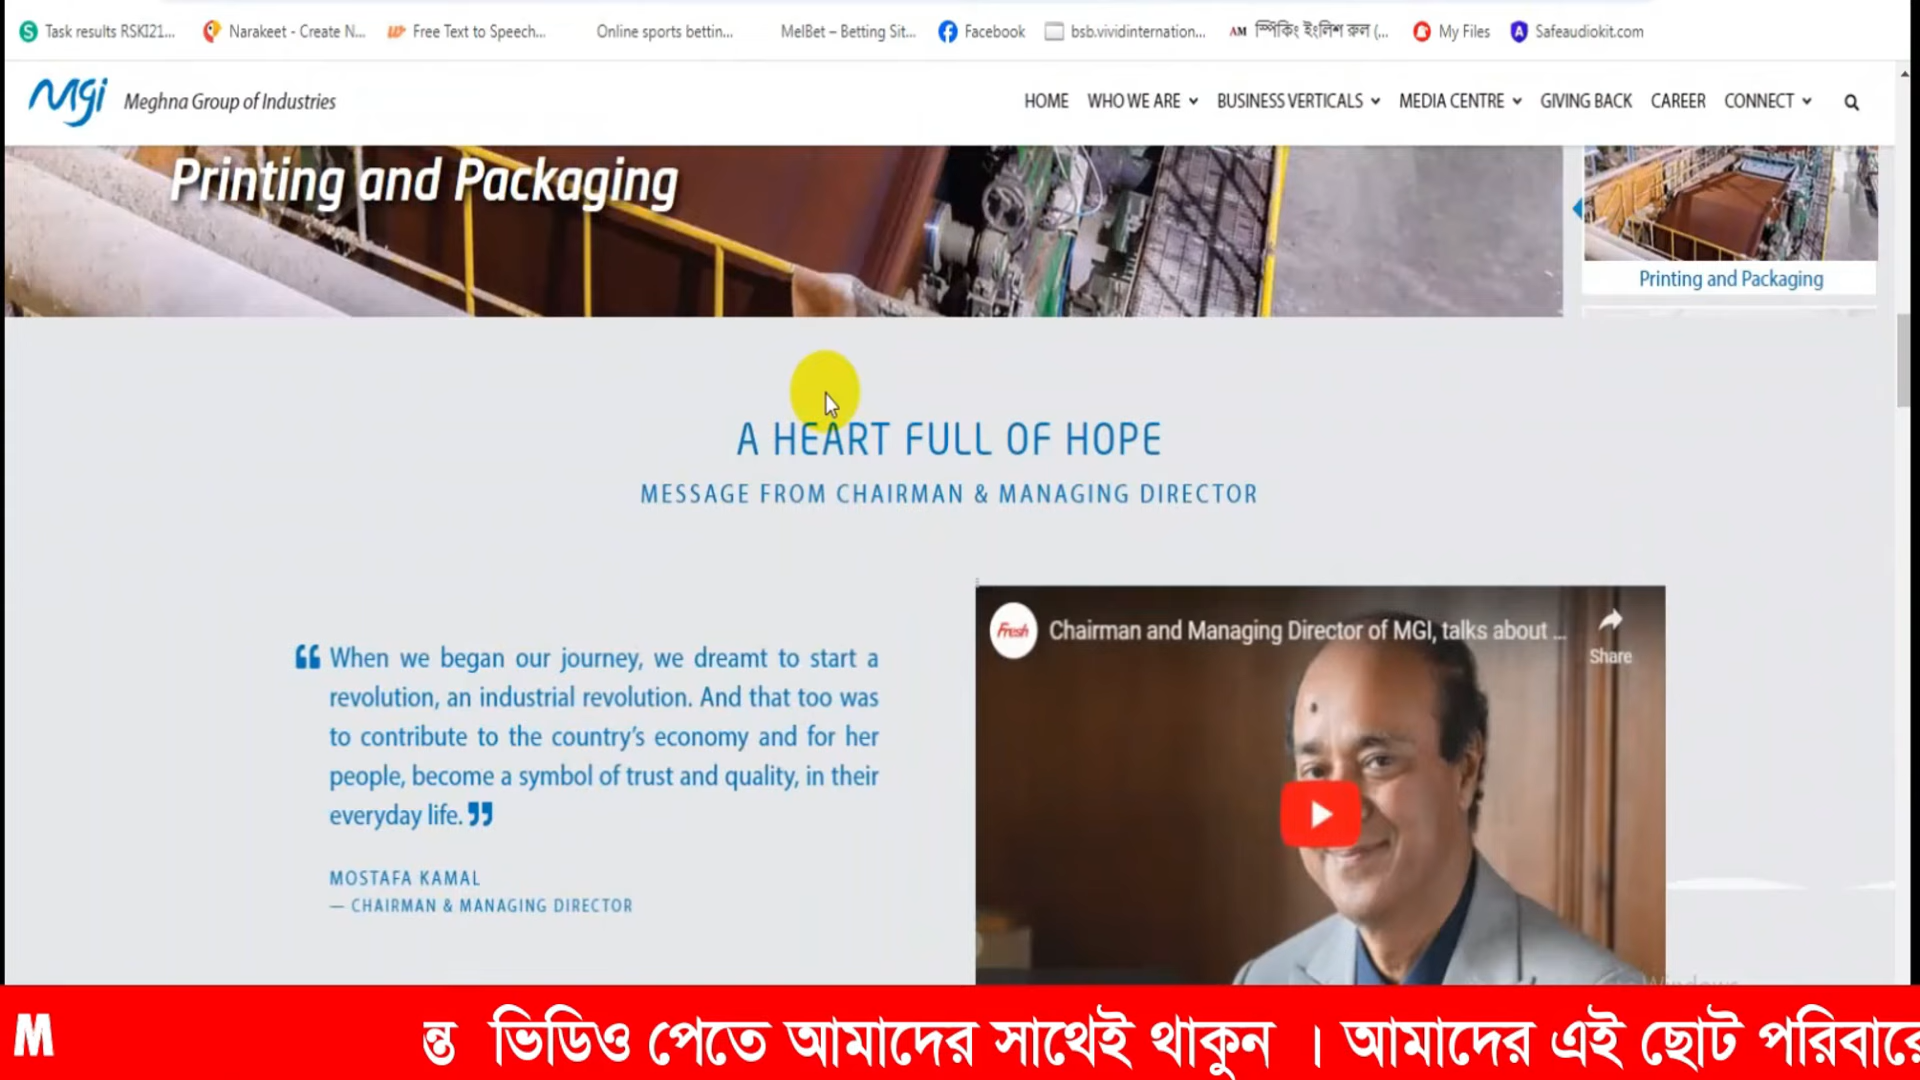 Task results RSKI21...
Narakeet - Create N...
Free Text to Speech...
Online sports bettin...
MelBet – Betting Sit...
Facebook
bsb.vividinternation...
AM স্পিকিং ইংলিশ রুল (...
My Files
Safeaudiokit.com
MGi Meghna Group of Industries
HOME WHO WE ARE BUSINESS VERTICALS MEDIA CENTRE GIVING BACK CAREER CONNECT
Printing and Packaging
Printing and Packaging
A HEART FULL OF HOPE
MESSAGE FROM CHAIRMAN & MANAGING DIRECTOR
“ When we began our journey, we dreamt to start a
revolution, an industrial revolution. And that too was
to contribute to the country’s economy and for her
people, become a symbol of trust and quality, in their
everyday life. ”
MOSTAFA KAMAL
— CHAIRMAN & MANAGING DIRECTOR
Fresh
Chairman and Managing Director of MGI, talks about ...
Share
M
ন্ত ভিডিও পেতে আমাদের সাথেই থাকুন । আমাদের এই ছোট পরিবারে